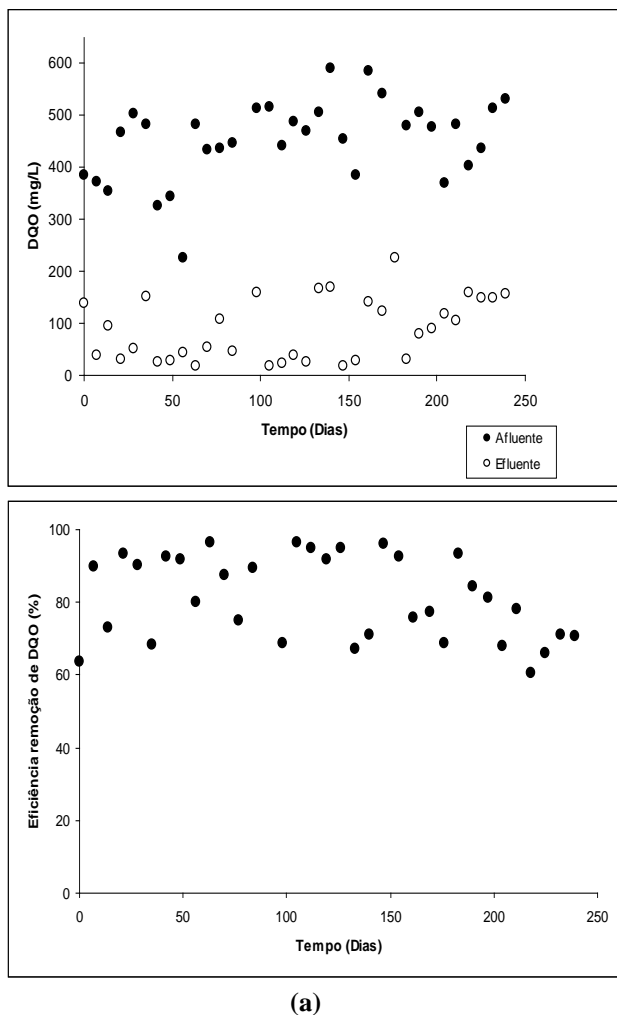 600
500
400
300
200
100
0
DQO (mg/L)
0 50 100 150 200 250
Tempo (Dias)
Afluente
Efluente
100
80
60
40
20
0
Eficiência remoção de DQO (%)
0 50 100 150 200 250
Tempo (Dias)
(a)